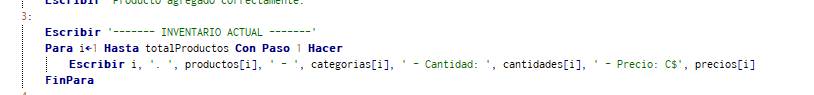 Escribir 'Producto agregado correctamente.'
3:
Escribir '------- INVENTARIO ACTUAL -------'
Para i←1 Hasta totalProductos Con Paso 1 Hacer
Escribir i, '. ', productos[i], ' - ', categorias[i], ' - Cantidad: ', cantidades[i], ' - Precio: C$', precios[i]
FinPara